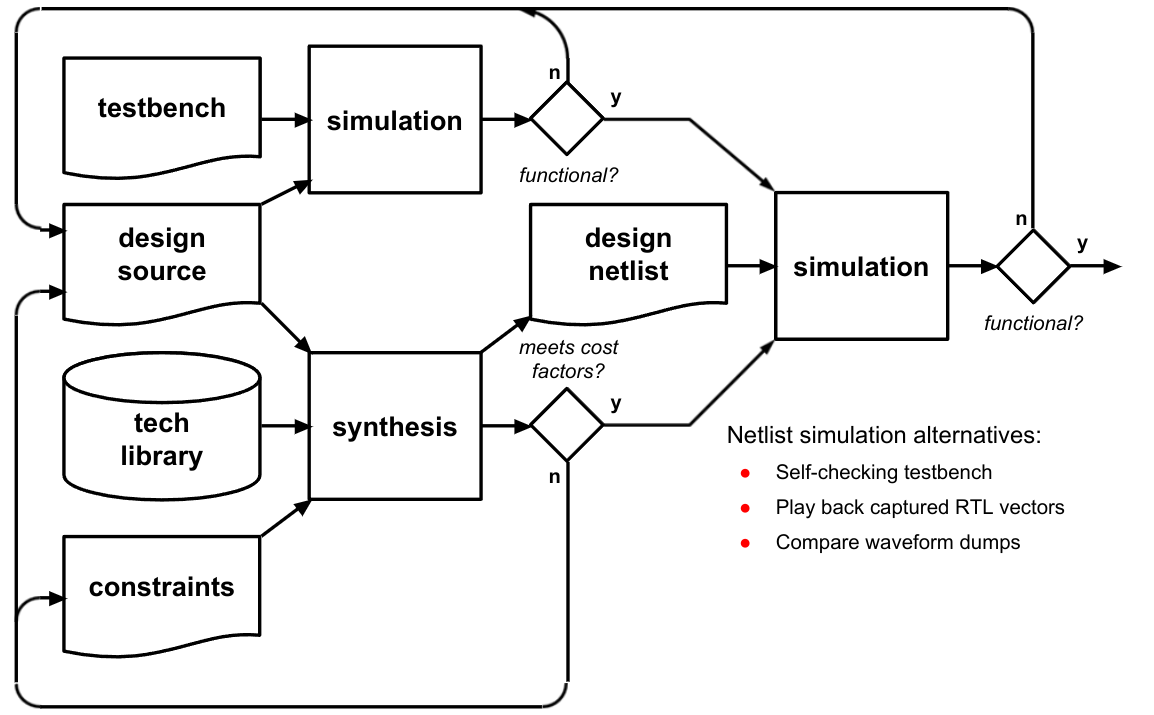 n
testbench
simulation
y
functional?
design
source
design
netlist
simulation
n
y
functional?
meets cost
factors?
tech
library
synthesis
y
n
Netlist simulation alternatives:
● Self-checking testbench
● Play back captured RTL vectors
● Compare waveform dumps
constraints